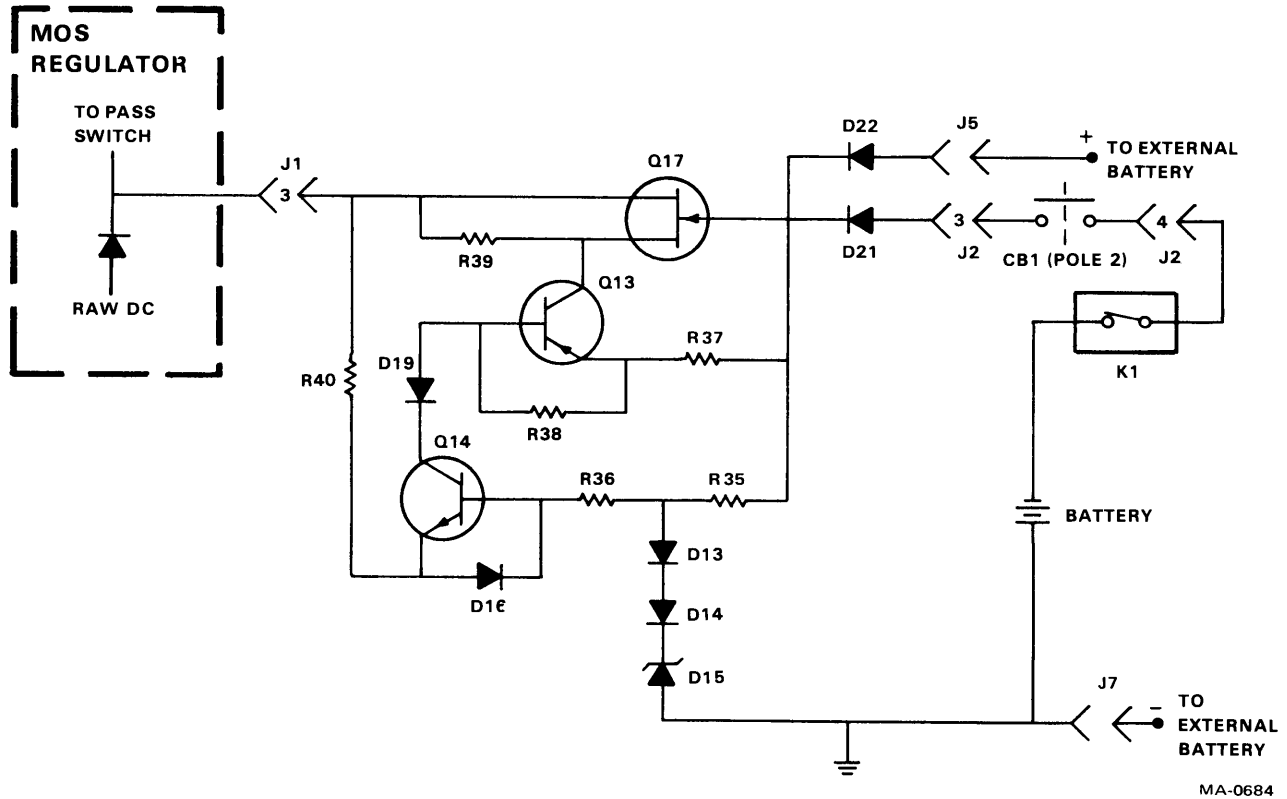 MOS
REGULATOR
TO PASS
SWITCH
RAW DC
J1
3
Q17
R39
Q13
D22
J5
+
TO EXTERNAL
BATTERY
D21
3
J2
CB1 (POLE 2)
4
J2
K1
R37
D19
R40
R38
Q14
R36
R35
BATTERY
D13
D16
D14
D15
J7
–
TO
EXTERNAL
BATTERY
MA-0684